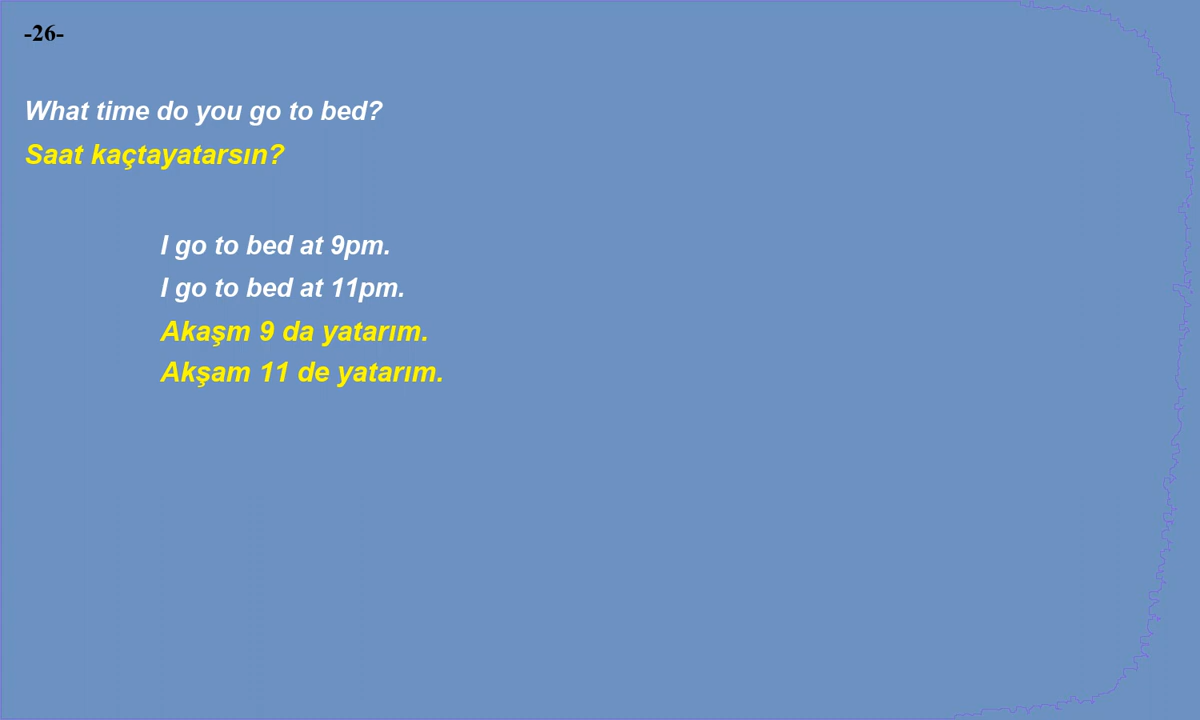 -26-
What time do you go to bed?
Saat kaçtayatarsın?
I go to bed at 9pm.
I go to bed at 11pm.
Akaşm 9 da yatarım.
Akşam 11 de yatarım.